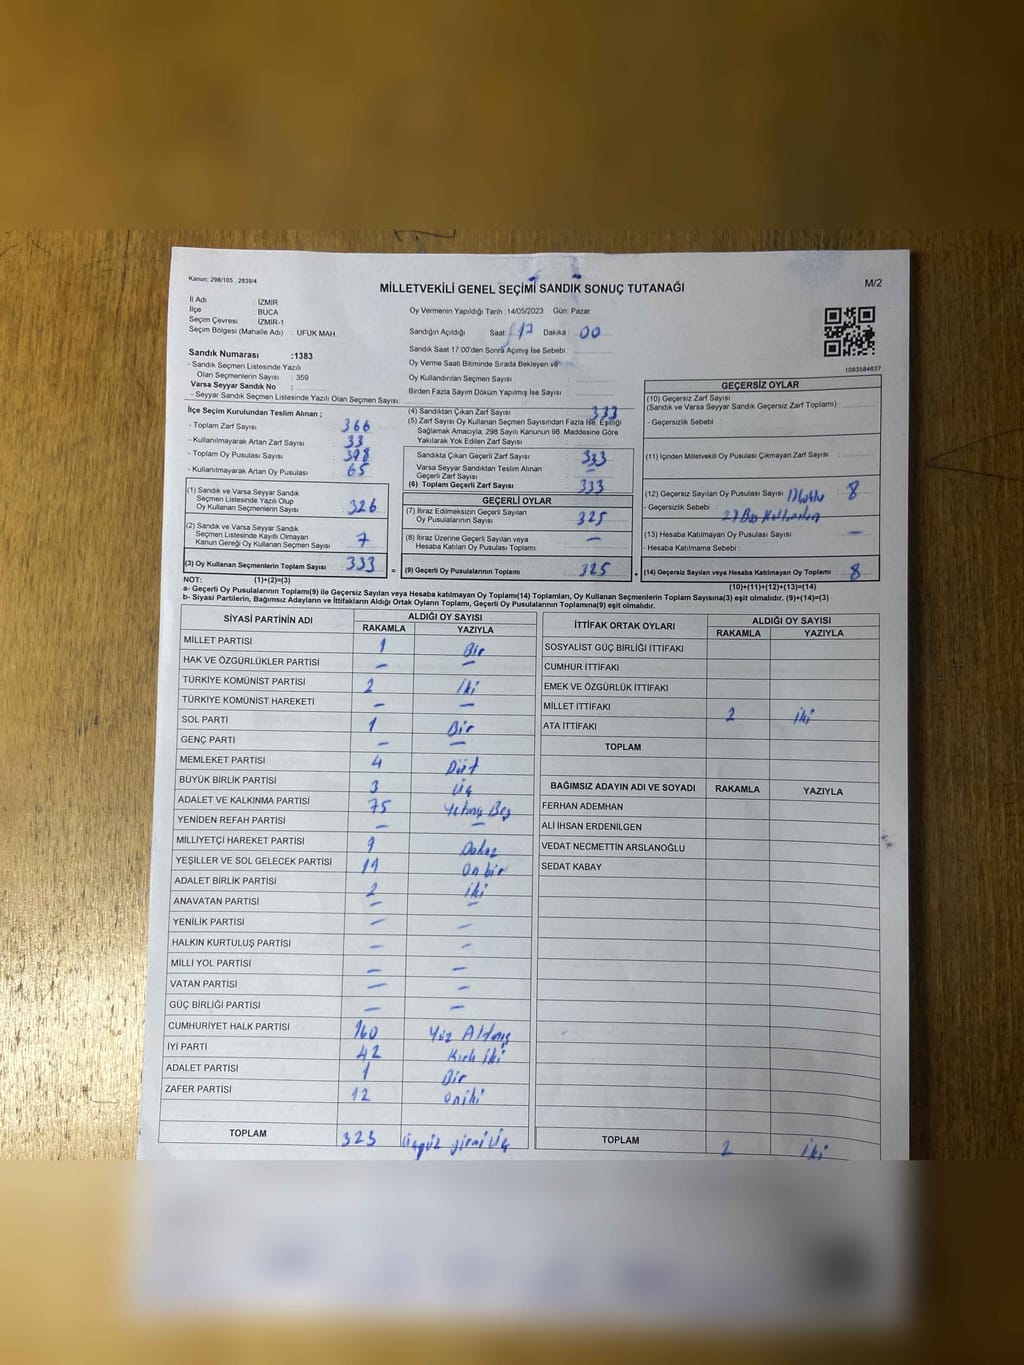 Kanun: 298/105 , 2839/4
MİLLETVEKİLİ GENEL SEÇİMİ SANDIK SONUÇ TUTANAĞI
M/2
İl Adı : İZMİR
İlçe : BUCA
Seçim Çevresi : İZMİR-1
Seçim Bölgesi (Mahalle Adı) : UFUK MAH.
Oy Vermenin Yapıldığı Tarih :14/05/2023 Gün: Pazar
Sandığın Açıldığı Saat : 17 Dakika : 00
Sandık Saat 17.00'den Sonra Açımış İse Sebebi :
Oy Verme Saati Bitiminde Sırada Bekleyen ve
Oy Kullandırılan Seçmen Sayısı :
Birden Fazla Sayım Döküm Yapılmış İse Sayısı :
1083584637
Sandık Numarası :1383
- Sandık Seçmen Listesinde Yazılı
Olan Seçmenlerin Sayısı : 359
Varsa Seyyar Sandık No :
- Seyyar Sandık Seçmen Listesinde Yazılı Olan Seçmen Sayısı:
İlçe Seçim Kurulundan Teslim Alınan ;
- Toplam Zarf Sayısı : 366
- Kullanılmayarak Artan Zarf Sayısı : 33
- Toplam Oy Pusulası Sayısı : 398
- Kullanılmayarak Artan Oy Pusulası : 65
(1) Sandık ve Varsa Seyyar Sandık
Seçmen Listesinde Yazılı Olup
Oy Kullanan Seçmenlerin Sayısı : 326
(2) Sandık ve Varsa Seyyar Sandık
Seçmen Listesinde Kayıtlı Olmayan
Kanun Gereği Oy Kullanan Seçmen Sayısı : 7
(3) Oy Kullanan Seçmenlerin Toplam Sayısı : 333 =
(4) Sandıktan Çıkan Zarf Sayısı : 333
(5) Zarf Sayısı Oy Kullanan Seçmen Sayısından Fazla İse, Eşitliği
Sağlamak Amacıyla, 298 Sayılı Kanunun 98. Maddesine Göre
Yakılarak Yok Edilen Zarf Sayısı :
Sandıkta Çıkan Geçerli Zarf Sayısı : 333
Varsa Seyyar Sandıktan Teslim Alınan
Geçerli Zarf Sayısı : —
(6) Toplam Geçerli Zarf Sayısı : 333
GEÇERLİ OYLAR
(7) İtiraz Edilmeksizin Geçerli Sayılan
Oy Pusulalarının Sayısı : 325
(8) İtiraz Üzerine Geçerli Sayılan veya
Hesaba Katılan Oy Pusulası Toplamı : —
(9) Geçerli Oy Pusulalarının Toplamı : 325 +
GEÇERSİZ OYLAR
(10) Geçersiz Zarf Sayısı
(Sandık ve Varsa Seyyar Sandık Geçersiz Zarf Toplamı) :
- Geçersizlik Sebebi :
(11) İçinden Milletvekili Oy Pusulası Çıkmayan Zarf Sayısı :
(12) Geçersiz Sayılan Oy Pusulası Sayısı : 8
- Geçersizlik Sebebi :
(13) Hesaba Katılmayan Oy Pusulası Sayısı : —
- Hesaba Katılmama Sebebi :
(14) Geçersiz Sayılan veya Hesaba Katılmayan Oy Toplamı : 8
NOT: (1)+(2)=(3)
(10)+(11)+(12)+(13)=(14)
a- Geçerli Oy Pusulalarının Toplamı(9) ile Geçersiz Sayılan veya Hesaba katılmayan Oy Toplamı(14) Toplamları, Oy Kullanan Seçmenlerin Toplam Sayısına(3) eşit olmalıdır. (9)+(14)=(3)
b- Siyasi Partilerin, Bağımsız Adayların ve İttifakların Aldığı Ortak Oyların Toplamı, Geçerli Oy Pusulalarının Toplamına(9) eşit olmalıdır.
SİYASİ PARTİNİN ADI ALDIĞI OY SAYISI
RAKAMLA YAZIYLA
MİLLET PARTİSİ 1 Bir
HAK VE ÖZGÜRLÜKLER PARTİSİ — —
TÜRKİYE KOMÜNİST PARTİSİ 2 İki
TÜRKİYE KOMÜNİST HAREKETİ — —
SOL PARTİ 1 Bir
GENÇ PARTİ — —
MEMLEKET PARTİSİ 4 Dört
BÜYÜK BİRLİK PARTİSİ 3 Üç
ADALET VE KALKINMA PARTİSİ 75 Yetmiş Beş
YENİDEN REFAH PARTİSİ — —
MİLLİYETÇİ HAREKET PARTİSİ 9 Dokuz
YEŞİLLER VE SOL GELECEK PARTİSİ 11 On bir
ADALET BİRLİK PARTİSİ 2 İki
ANAVATAN PARTİSİ — —
YENİLİK PARTİSİ — —
HALKIN KURTULUŞ PARTİSİ — —
MİLLİ YOL PARTİSİ — —
VATAN PARTİSİ — —
GÜÇ BİRLİĞİ PARTİSİ — —
CUMHURİYET HALK PARTİSİ 160 Yüz Altmış
İYİ PARTİ 42 Kırk İki
ADALET PARTİSİ 1 Bir
ZAFER PARTİSİ 12 Oniki
TOPLAM 323 Üçyüz yirmi Üç
İTTİFAK ORTAK OYLARI ALDIĞI OY SAYISI
RAKAMLA YAZIYLA
SOSYALİST GÜÇ BİRLİĞİ İTTİFAKI
CUMHUR İTTİFAKI
EMEK VE ÖZGÜRLÜK İTTİFAKI
MİLLET İTTİFAKI 2 İki
ATA İTTİFAKI
TOPLAM
BAĞIMSIZ ADAYIN ADI VE SOYADI RAKAMLA YAZIYLA
FERHAN ADEMHAN
ALİ İHSAN ERDENİLGEN
VEDAT NECMETTİN ARSLANOĞLU
SEDAT KABAY
TOPLAM 2 İki